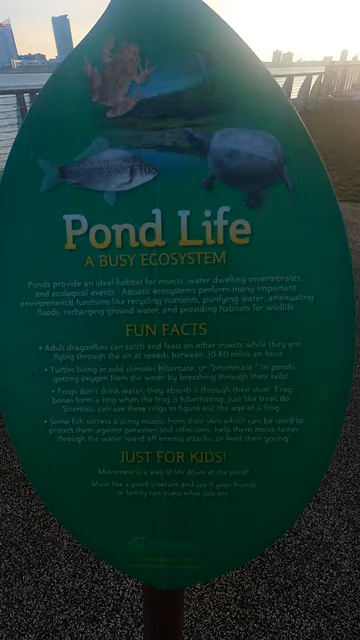 Pond Life
A BUSY ECOSYSTEM
Ponds provide an ideal habitat for insects, water dwelling invertebrates,
and ecological events. Aquatic ecosystems perform many important
environmental functions like recycling nutrients, purifying water, attenuating
floods, recharging ground water, and providing habitats for wildlife.
FUN FACTS
• Adult dragonflies can catch and feast on other insects while they are
flying through the air at speeds between 30-60 miles an hour
• Turtles living in cold climates hibernate, or "brummate" in ponds
getting oxygen from the water by breathing through their tails!
• Frogs don't drink water, they absorb it through their skin! Frog
bones form a ring when the frog is hibernating, just like trees do.
Scientists can use these rings to figure out the age of a frog.
• Some fish secrete a slimy mucus from their skin which can be used to
protect them against parasites and infections, help them move faster
through the water, ward off enemy attacks, or feed their young!
JUST FOR KIDS!
Movement is a way of life down at the pond!
Move like a pond creature and see if your friends
or family can guess what you are.